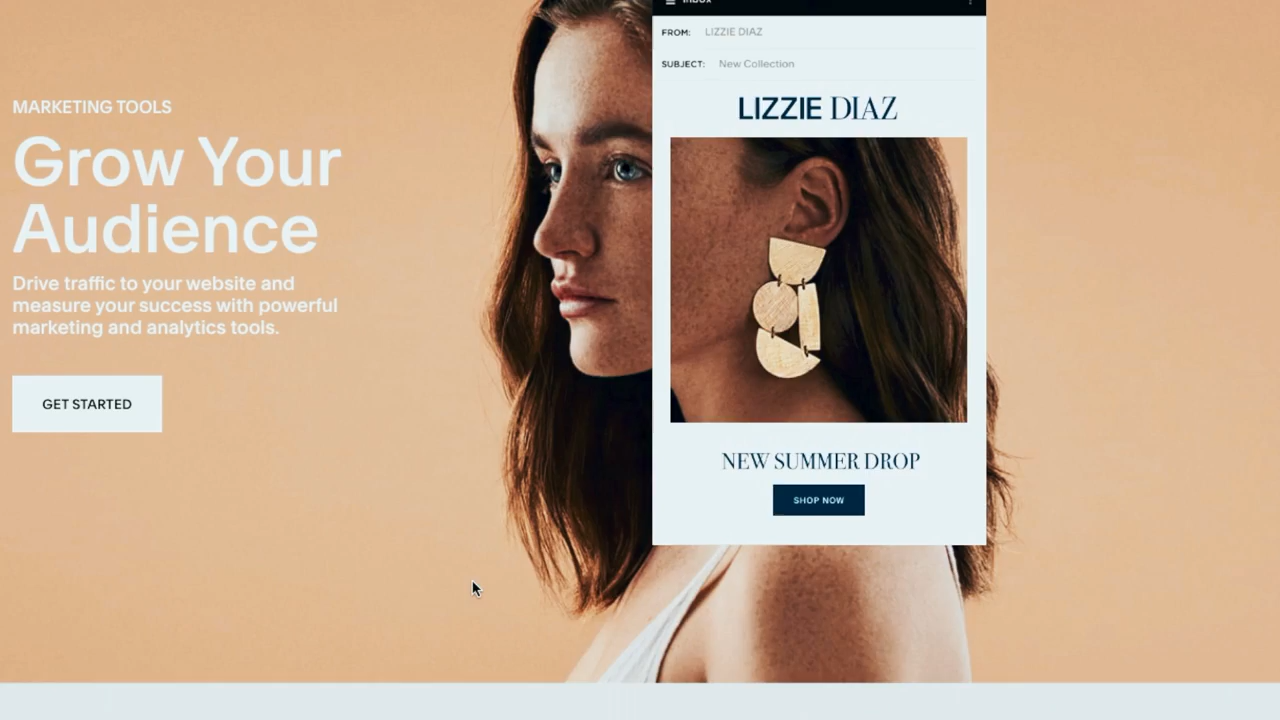 MARKETING TOOLS
Grow Your
Audience
Drive traffic to your website and
measure your success with powerful
marketing and analytics tools.
GET STARTED
Inbox
FROM: LIZZIE DIAZ
SUBJECT: New Collection
LIZZIE DIAZ
NEW SUMMER DROP
SHOP NOW